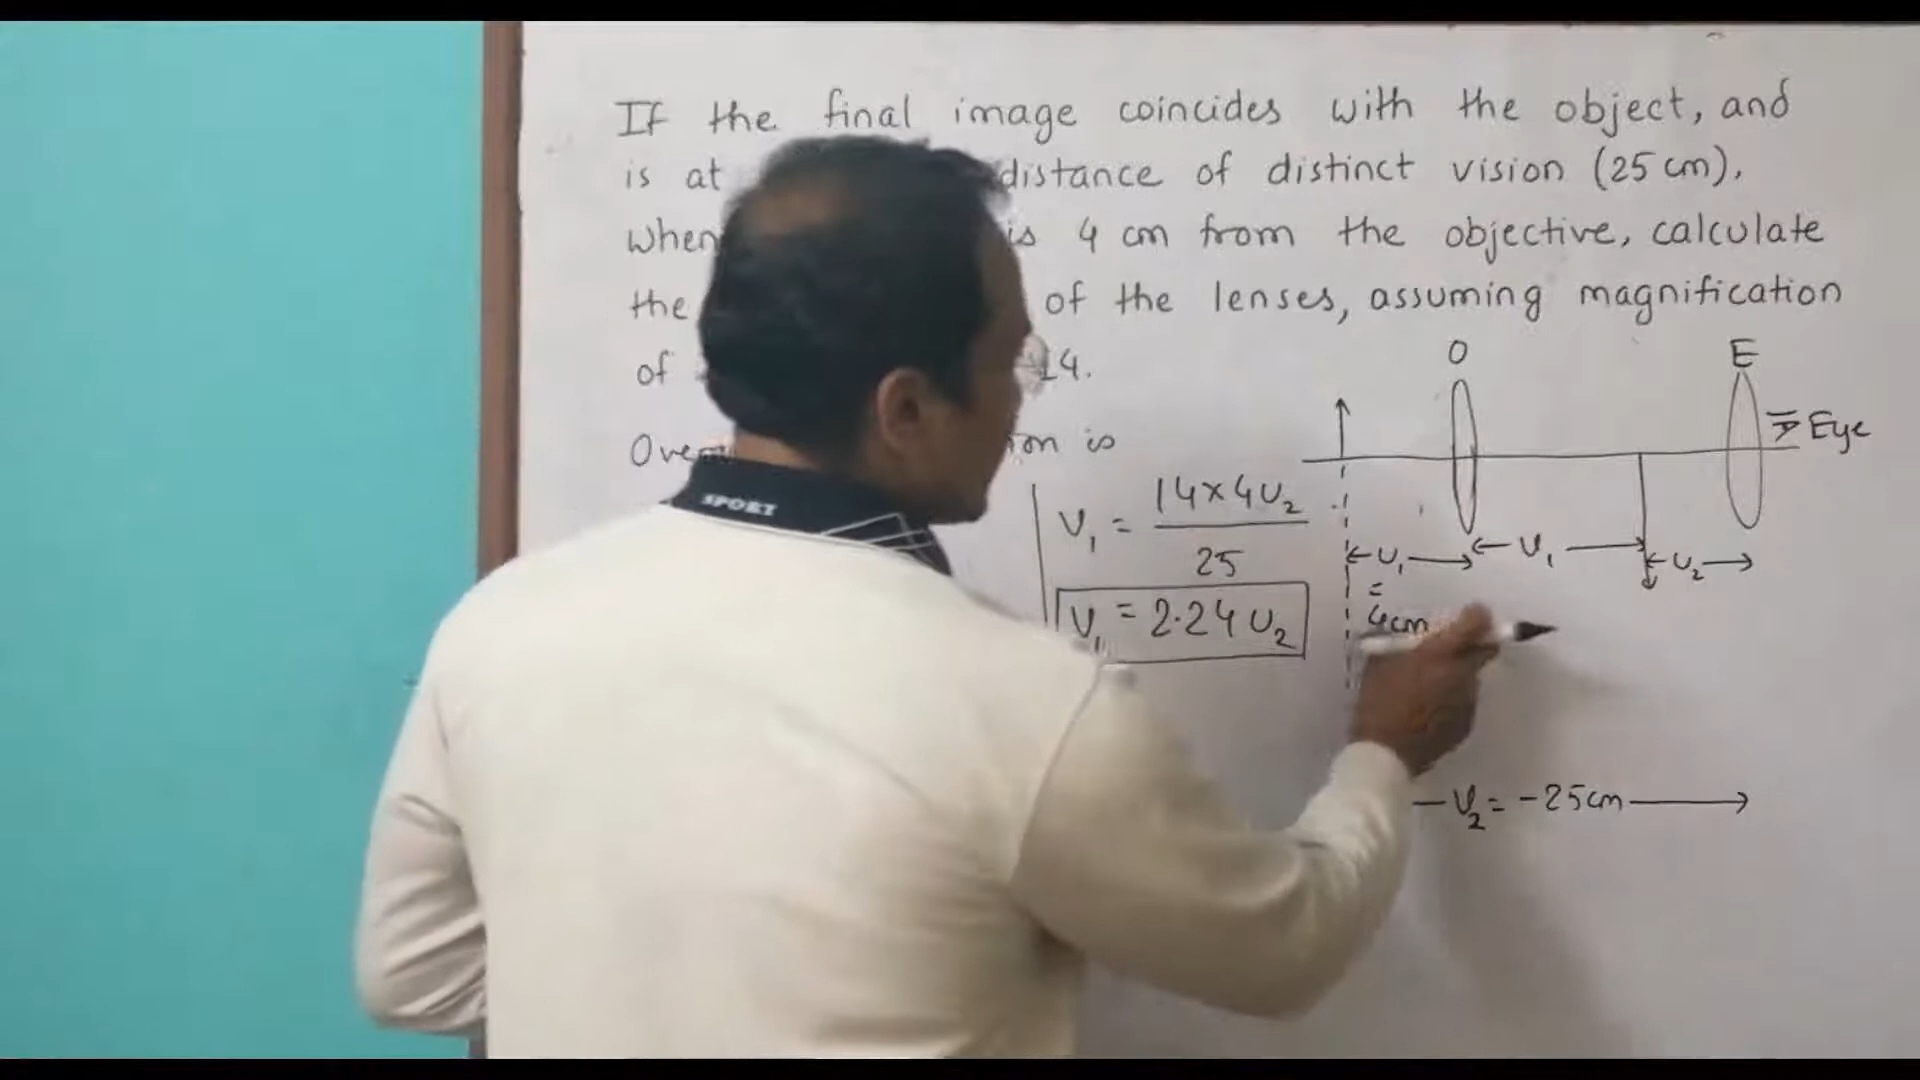 If the final image coincides with the object, and
is at distance of distinct vision (25 cm),
when is 4 cm from the objective, calculate
the of the lenses, assuming magnification
of 14.
is
V₁ = 14×4U₂ / 25
V₁ = 2.24 U₂
SPORT
O
E
Eye
U₁
V₁
U₂
=
4cm
V₂ = -25cm